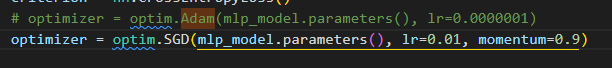 criterion = nn.CrossEntropyLoss()
# optimizer = optim.Adam(mlp_model.parameters(), lr=0.0000001)
optimizer = optim.SGD(mlp_model.parameters(), lr=0.01, momentum=0.9)